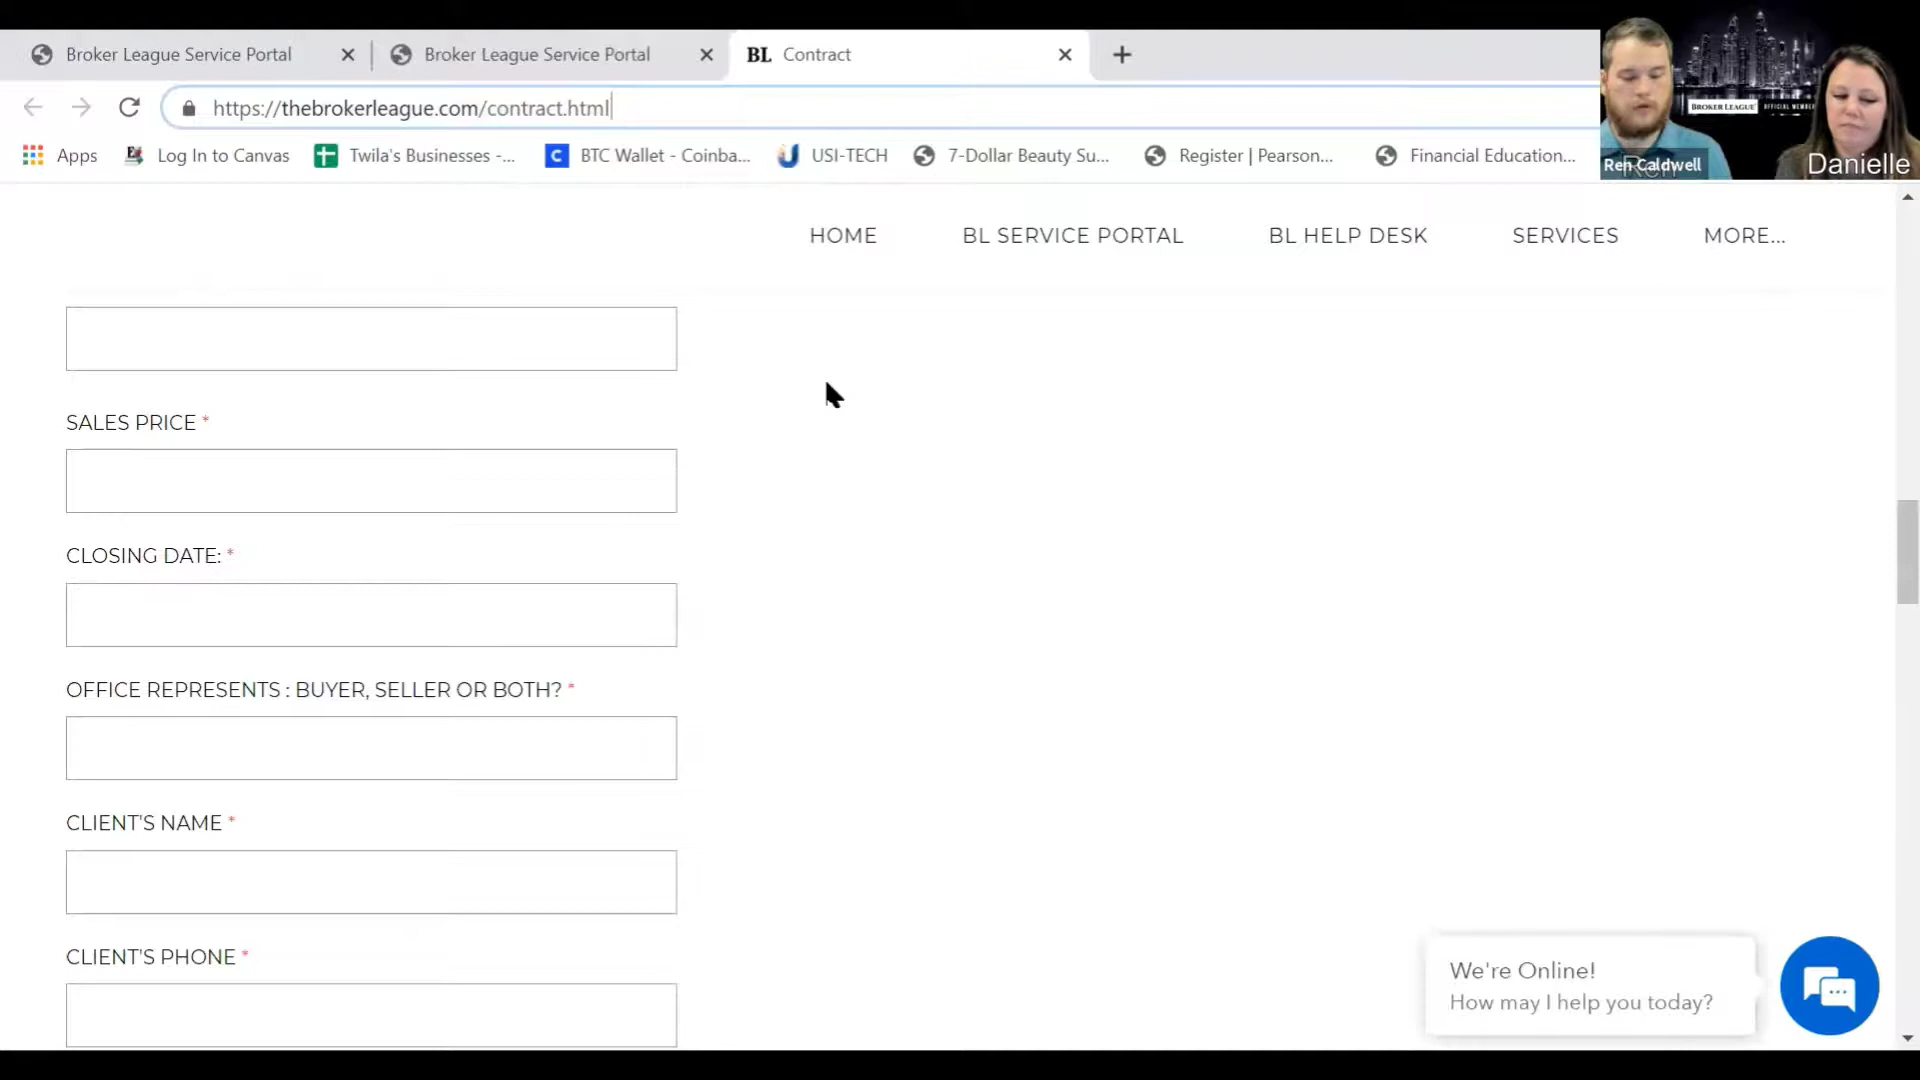 Broker League Service Portal
Broker League Service Portal
BL Contract
https://thebrokerleague.com/contract.html
Apps
Log In to Canvas
Twila's Businesses -...
BTC Wallet - Coinba...
USI-TECH
7-Dollar Beauty Su...
Register | Pearson...
Financial Education...
BROKER LEAGUE
Ren Caldwell
Danielle
HOME
BL SERVICE PORTAL
BL HELP DESK
SERVICES
MORE...
SALES PRICE *
CLOSING DATE: *
OFFICE REPRESENTS : BUYER, SELLER OR BOTH? *
CLIENT'S NAME *
CLIENT'S PHONE *
We're Online!
How may I help you today?